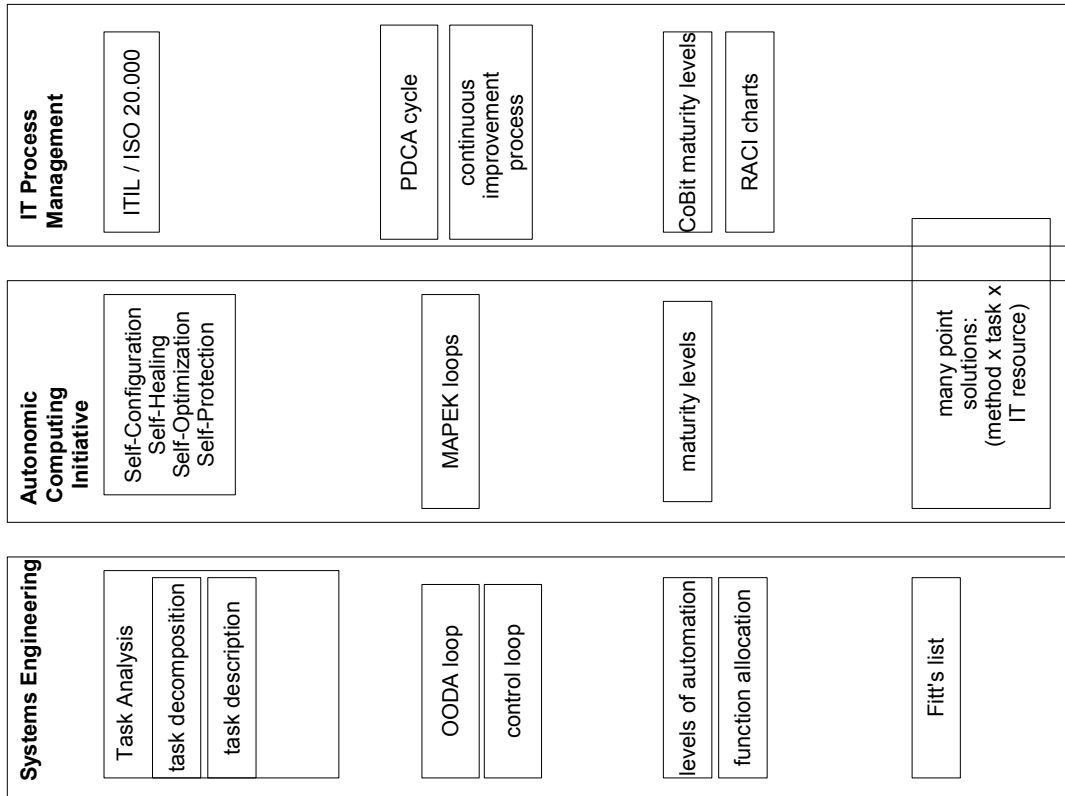 Systems Engineering
Task Analysis
task decomposition
task description
OODA loop
control loop
levels of automation
function allocation
Fitt's list
Autonomic
Computing
Initiative
Self-Configuration
Self-Healing
Self-Optimization
Self-Protection
MAPEK loops
maturity levels
many point
solutions:
(method x task x
IT resource)
IT Process
Management
ITIL / ISO 20.000
PDCA cycle
continuous
improvement
process
CoBit maturity levels
RACI charts